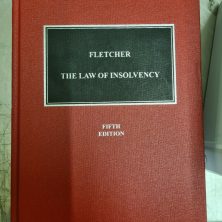 FLETCHER
THE LAW OF INSOLVENCY
FIFTH
EDITION